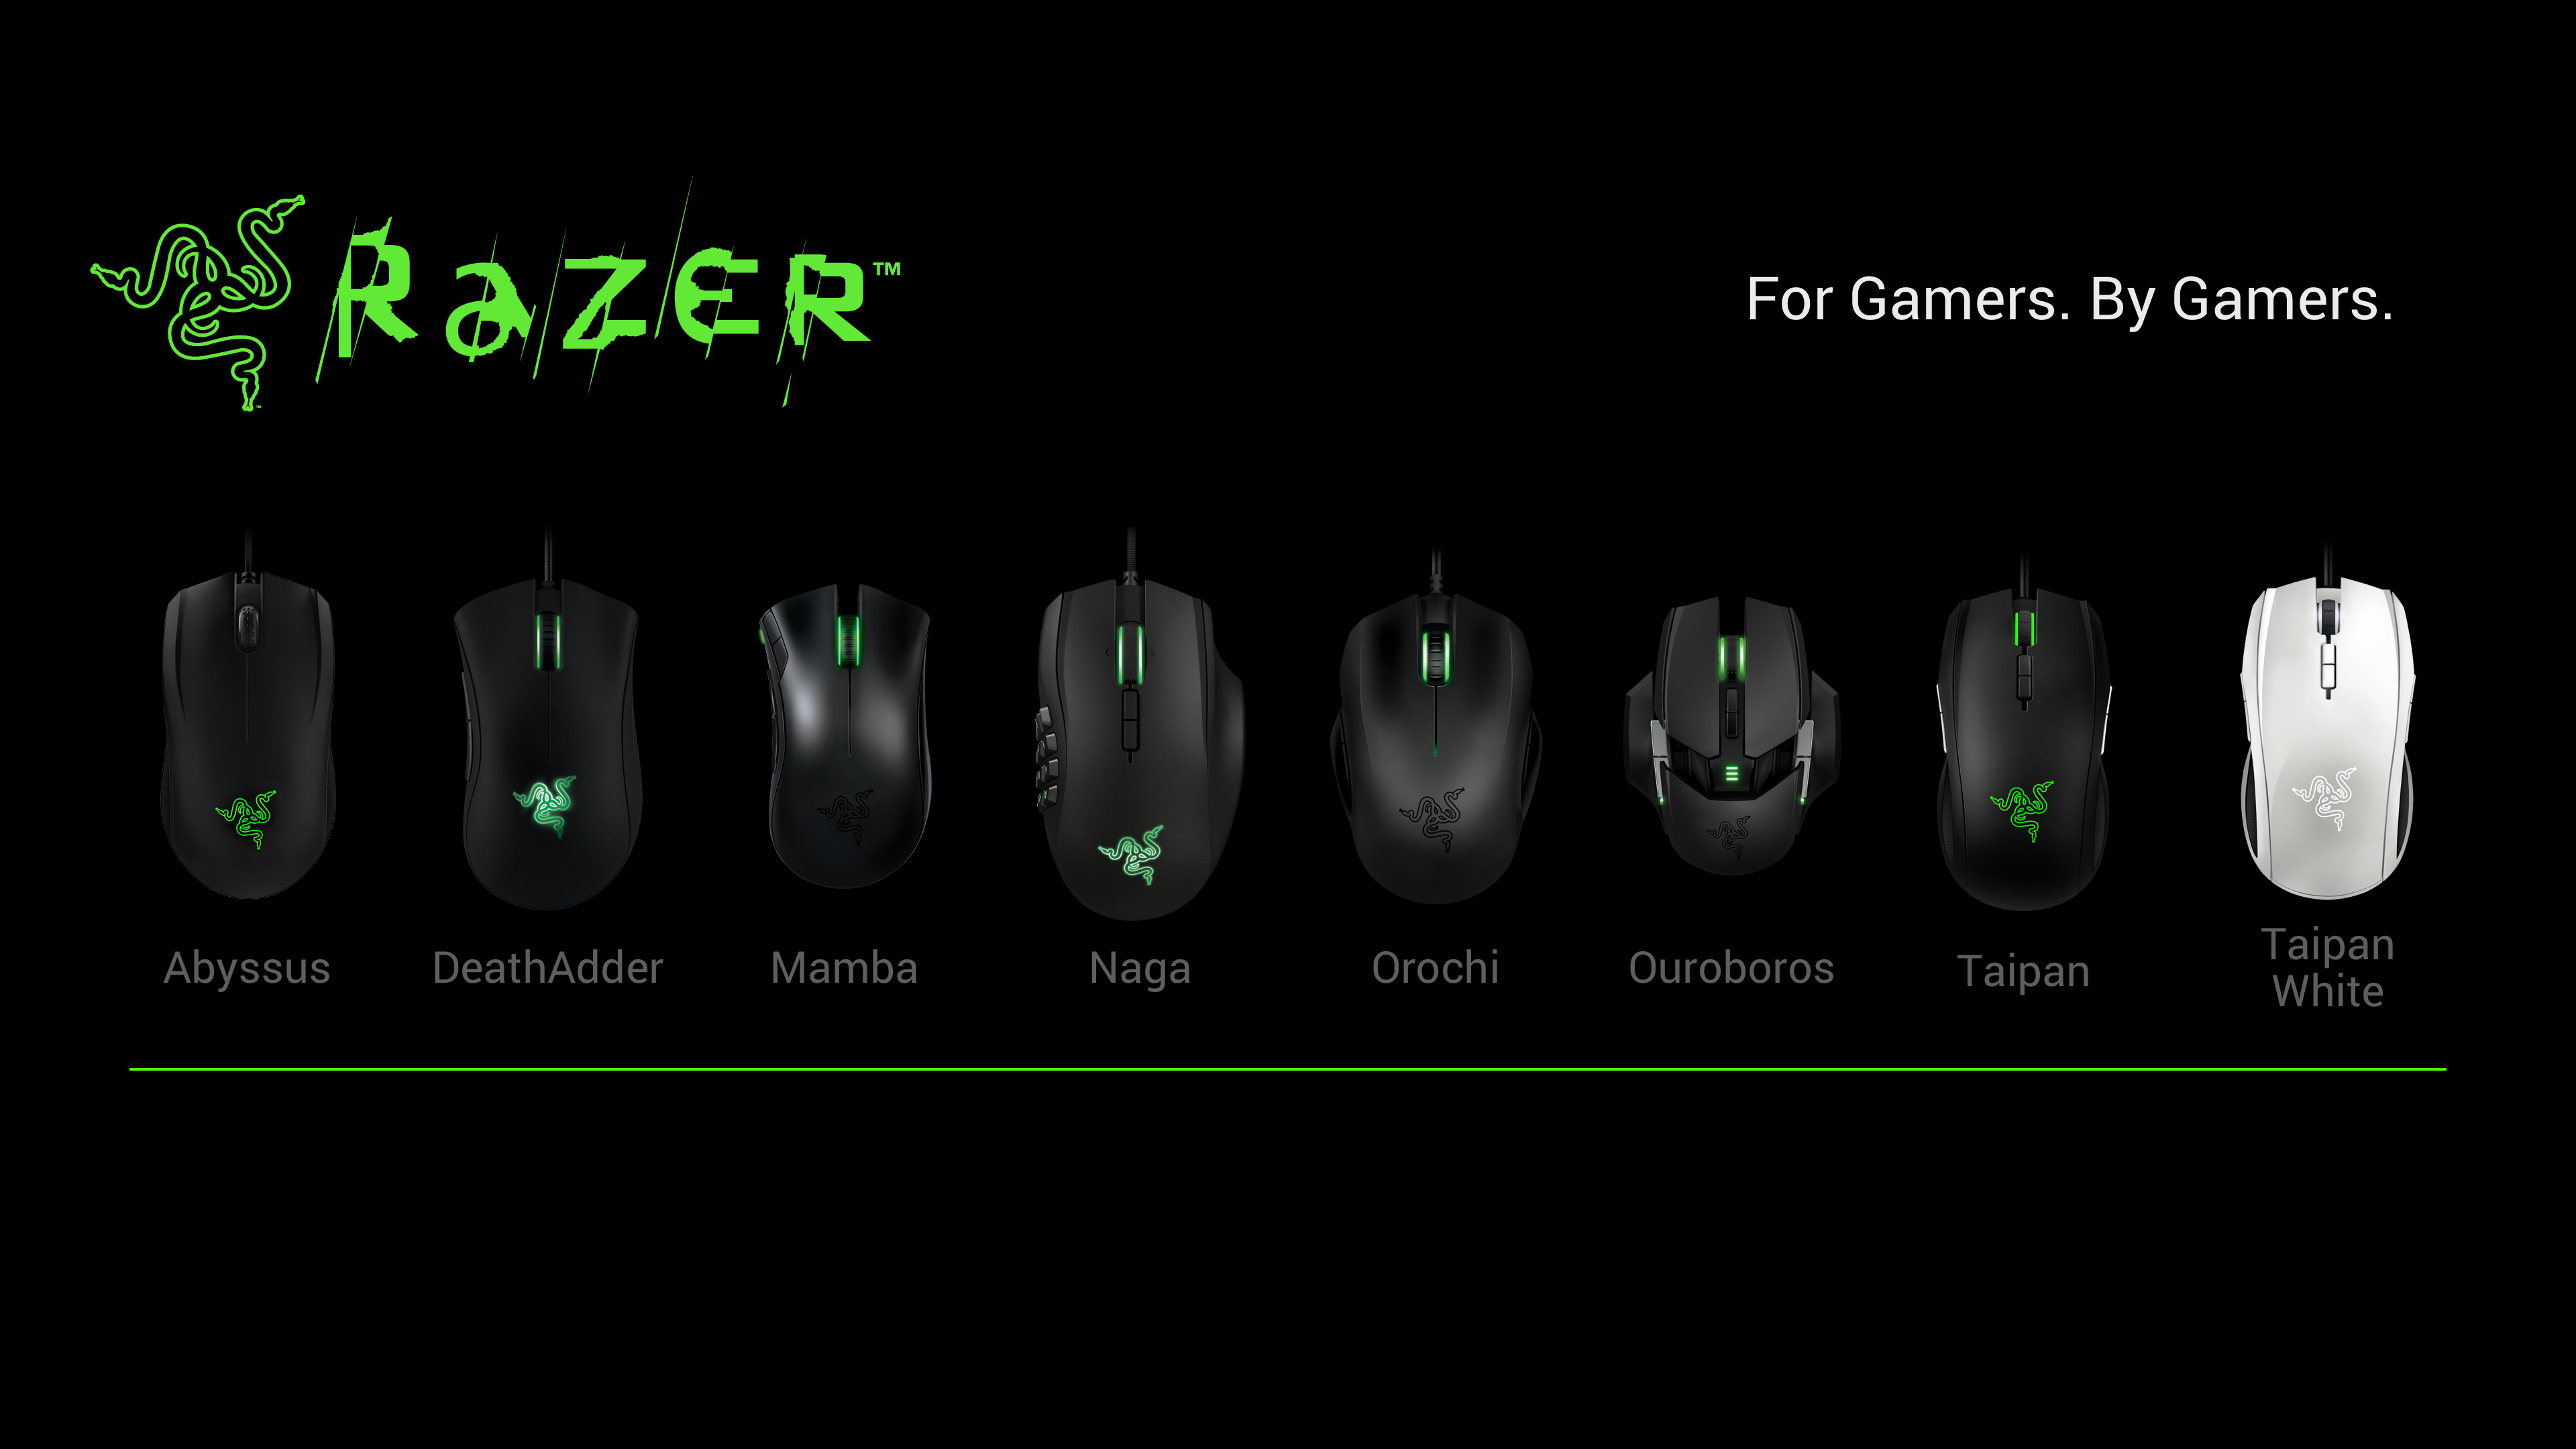 RaZER™
For Gamers. By Gamers.
Abyssus
DeathAdder
Mamba
Naga
Orochi
Ouroboros
Taipan
Taipan
White